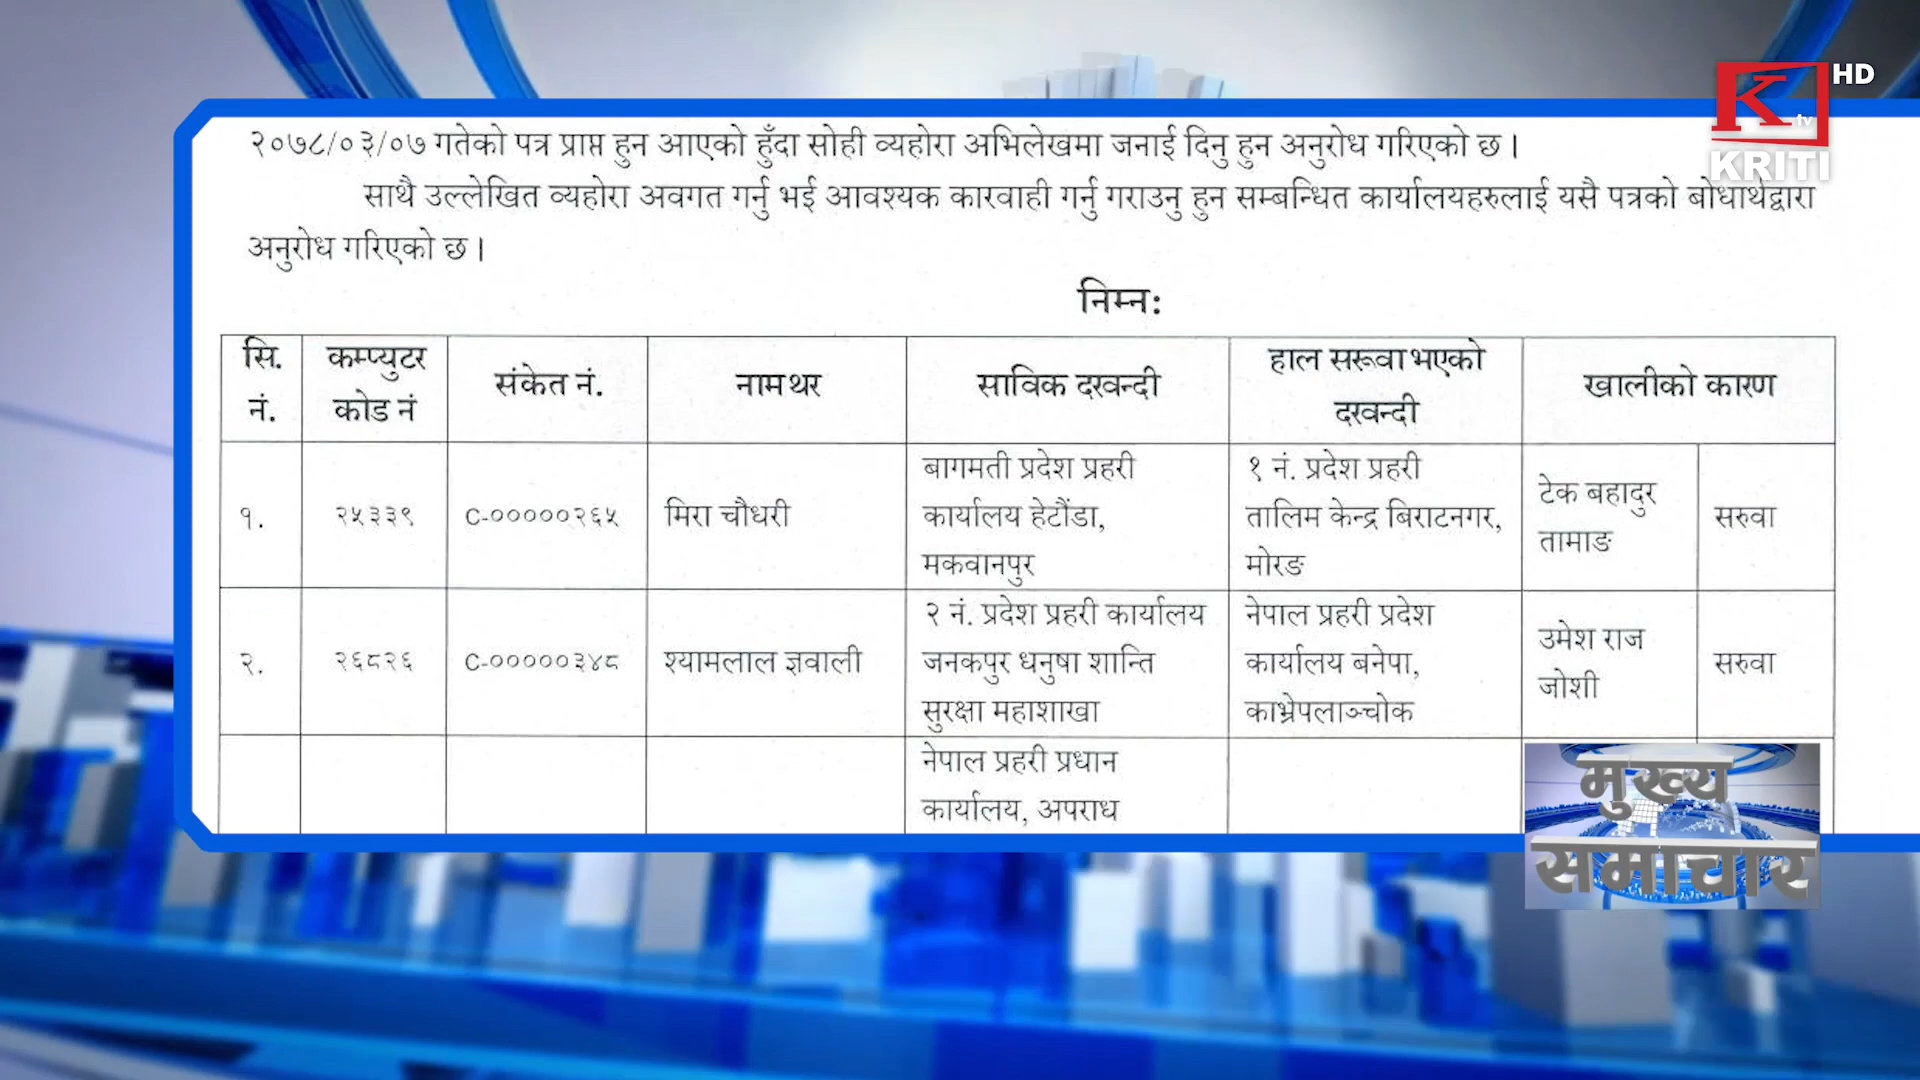 K tv HD
KRITI
२०७८/०३/०७ गतेको पत्र प्राप्त हुन आएको हुँदा सोही व्यहोरा अभिलेखमा जनाई दिनु हुन अनुरोध गरिएको छ ।
साथै उल्लेखित व्यहोरा अवगत गर्नु भई आवश्यक कारवाही गर्नु गराउनु हुन सम्बन्धित कार्यालयहरुलाई यसै पत्रको बोधार्थद्वारा
अनुरोध गरिएको छ ।
निम्नः
सि. नं. कम्प्युटर कोड नं संकेत नं. नाम थर साविक दरवन्दी हाल सरूवा भएको दरवन्दी खालीको कारण
१. २५३३९ C-०००००२६५ मिरा चौधरी बागमती प्रदेश प्रहरी कार्यालय हेटौंडा, मकवानपुर १ नं. प्रदेश प्रहरी तालिम केन्द्र बिराटनगर, मोरङ टेक बहादुर तामाङ सरुवा
२. २६८२६ C-०००००३४८ श्यामलाल ज्ञवाली २ नं. प्रदेश प्रहरी कार्यालय जनकपुर धनुषा शान्ति सुरक्षा महाशाखा नेपाल प्रहरी प्रदेश कार्यालय बनेपा, काभ्रेपलाञ्चोक उमेश राज जोशी सरुवा
नेपाल प्रहरी प्रधान कार्यालय, अपराध
मुख्य
समाचार